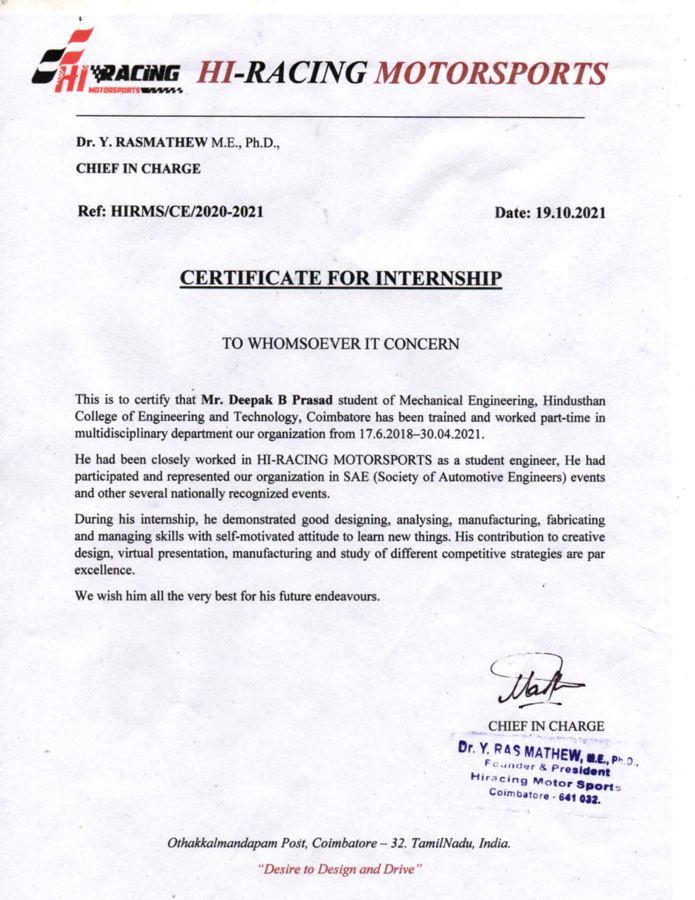 HI RACING
MOTORSPORTS
HI-RACING MOTORSPORTS
Dr. Y. RASMATHEW M.E., Ph.D.,
CHIEF IN CHARGE
Ref: HIRMS/CE/2020-2021
Date: 19.10.2021
CERTIFICATE FOR INTERNSHIP
TO WHOMSOEVER IT CONCERN
This is to certify that Mr. Deepak B Prasad student of Mechanical Engineering, Hindusthan
College of Engineering and Technology, Coimbatore has been trained and worked part-time in
multidisciplinary department our organization from 17.6.2018–30.04.2021.
He had been closely worked in HI-RACING MOTORSPORTS as a student engineer, He had
participated and represented our organization in SAE (Society of Automotive Engineers) events
and other several nationally recognized events.
During his internship, he demonstrated good designing, analysing, manufacturing, fabricating
and managing skills with self-motivated attitude to learn new things. His contribution to creative
design, virtual presentation, manufacturing and study of different competitive strategies are par
excellence.
We wish him all the very best for his future endeavours.
CHIEF IN CHARGE
Dr. Y. RAS MATHEW, M.E., Ph.D.,
Founder & President
Hiracing Motor Sports
Coimbatore - 641 032.
Othakkalmandapam Post, Coimbatore – 32. TamilNadu, India.
“Desire to Design and Drive”